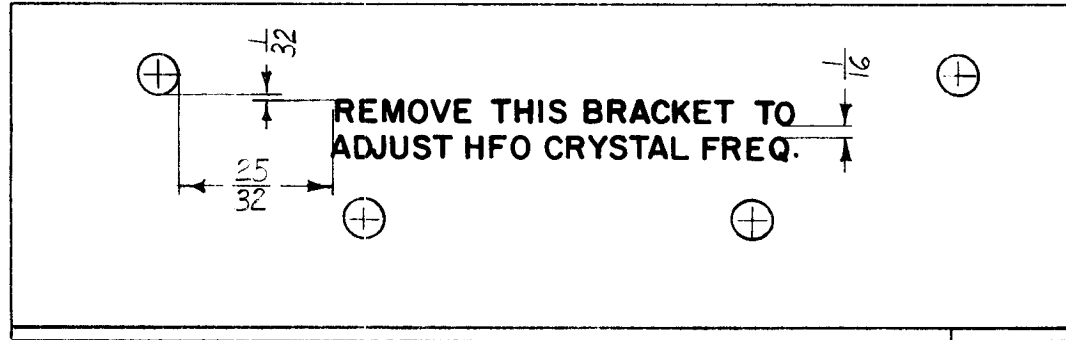 1/32
1/16
REMOVE THIS BRACKET TO
ADJUST HFO CRYSTAL FREQ.
25/32